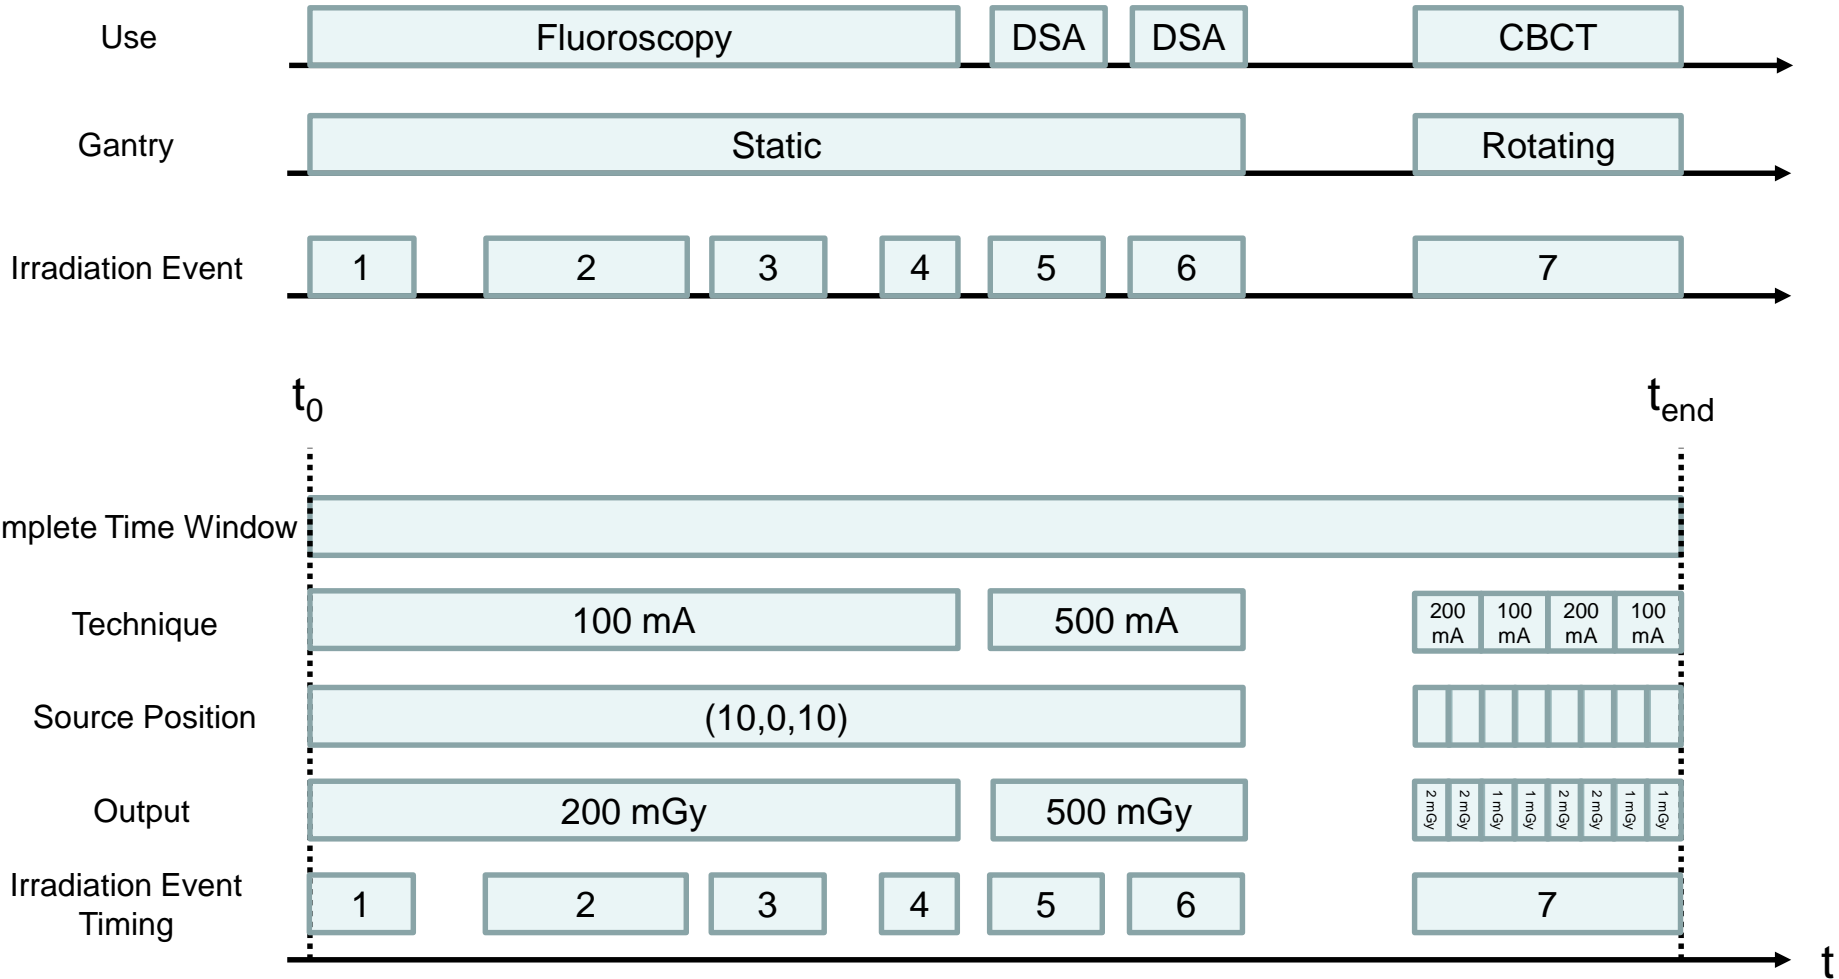 Use
Fluoroscopy
DSA
DSA
CBCT
Gantry
Static
Rotating
Irradiation Event
1
2
3
4
5
6
7
t0
tend
mplete Time Window
Technique
100 mA
500 mA
200
mA
100
mA
200
mA
100
mA
Source Position
(10,0,10)
Output
200 mGy
500 mGy
2 mGy
2 mGy
1 mGy
1 mGy
2 mGy
2 mGy
1 mGy
1 mGy
Irradiation Event
Timing
1
2
3
4
5
6
7
t